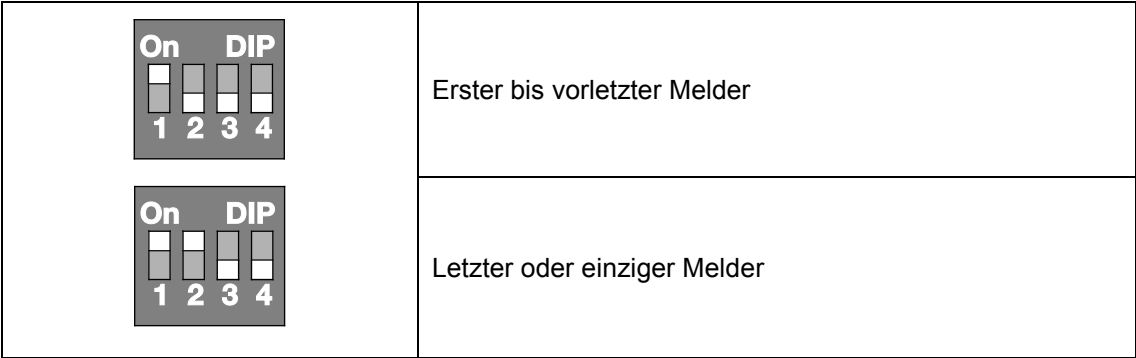 On DIP
1 2 3 4
Erster bis vorletzter Melder
On DIP
1 2 3 4
Letzter oder einziger Melder